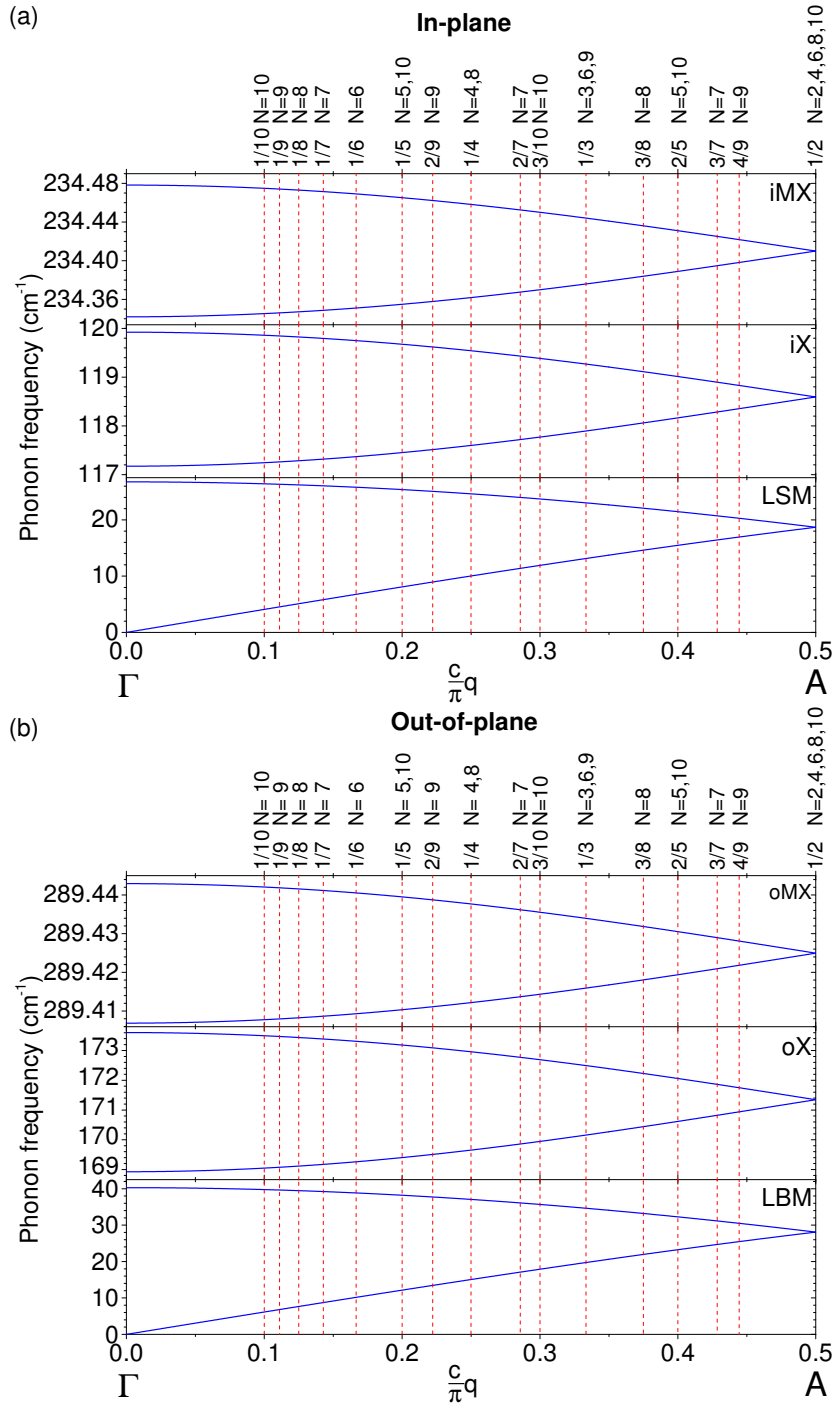 (a)
In-plane
1/10 N=10
1/9 N=9
1/8 N=8
1/7 N=7
1/6 N=6
1/5 N=5,10
2/9 N=9
1/4 N=4,8
2/7 N=7
3/10 N=10
1/3 N=3,6,9
3/8 N=8
2/5 N=5,10
3/7 N=7
4/9 N=9
1/2 N=2,4,6,8,10
Phonon frequency (cm⁻¹)
234.48
234.44
234.40
234.36
iMX
120
119
118
117
iX
20
10
0
LSM
0.0 0.1 0.2 0.3 0.4 0.5
Γ c/π q A
(b)
Out-of-plane
1/10 N= 10
1/9 N= 9
1/8 N= 8
1/7 N= 7
1/6 N= 6
1/5 N= 5,10
2/9 N= 9
1/4 N= 4,8
2/7 N= 7
3/10 N=10
1/3 N=3,6,9
3/8 N=8
2/5 N=5,10
3/7 N=7
4/9 N=9
1/2 N=2,4,6,8,10
Phonon frequency (cm⁻¹)
289.44
289.43
289.42
289.41
oMX
173
172
171
170
169
oX
40
30
20
10
0
LBM
0.0 0.1 0.2 0.3 0.4 0.5
Γ c/π q A